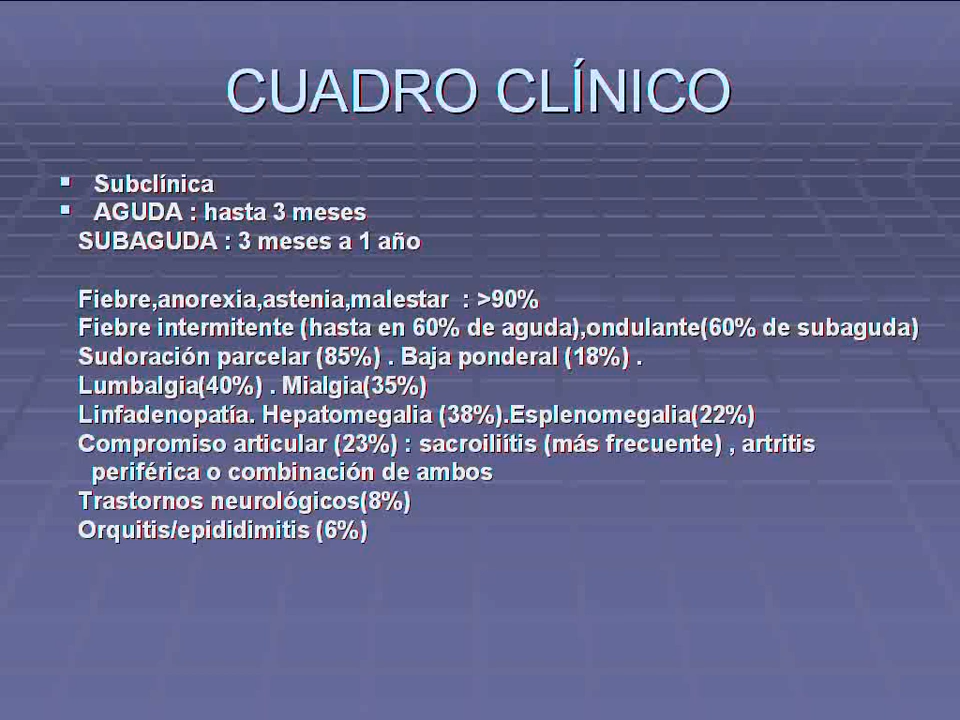 CUADRO CLÍNICO
▪ Subclínica
▪ AGUDA : hasta 3 meses
SUBAGUDA : 3 meses a 1 año
Fiebre,anorexia,astenia,malestar : >90%
Fiebre intermitente (hasta en 60% de aguda),ondulante(60% de subaguda)
Sudoración parcelar (85%) . Baja ponderal (18%) .
Lumbalgia(40%) . Mialgia(35%)
Linfadenopatía. Hepatomegalia (38%).Esplenomegalia(22%)
Compromiso articular (23%) : sacroiliítis (más frecuente) , artritis
periférica o combinación de ambos
Trastornos neurológicos(8%)
Orquitis/epididimitis (6%)